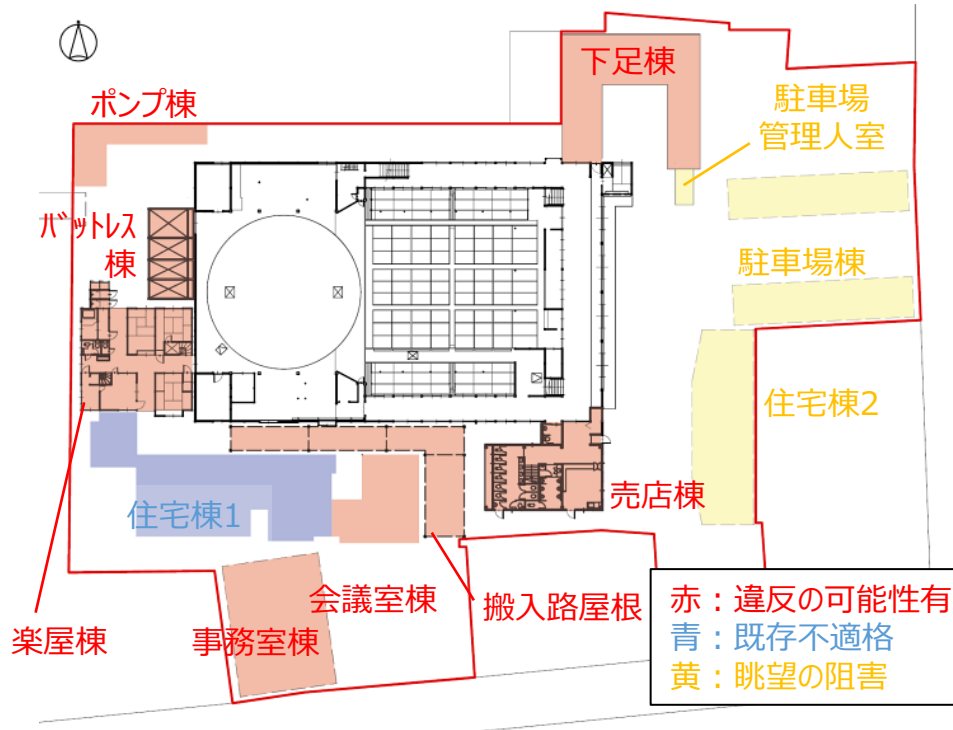 下足棟
ポンプ棟
駐車場
管理人室
バットレス
棟
駐車場棟
住宅棟2
売店棟
住宅棟1
会議室棟
搬入路屋根
楽屋棟
事務室棟
赤：違反の可能性有
青：既存不適格
黄：眺望の阻害